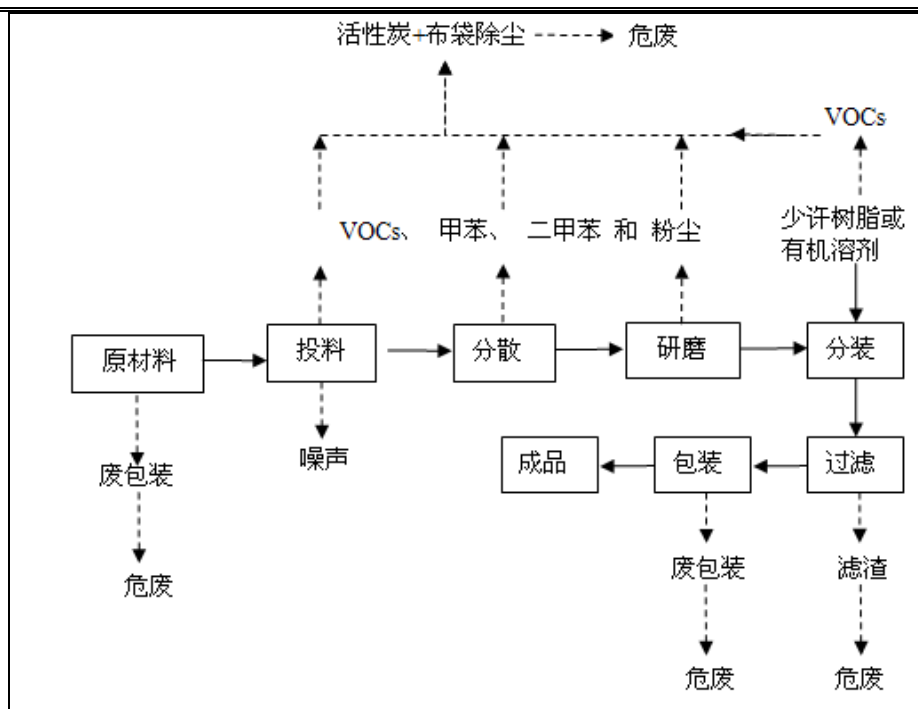 活性炭+布袋除尘 危废
VOCs
VOCs、 甲苯、 二甲苯 和 粉尘
少许树脂或
有机溶剂
原材料 投料 分散 研磨 分装
废包装 噪声 成品 包装 过滤
危废 废包装 滤渣
危废 危废